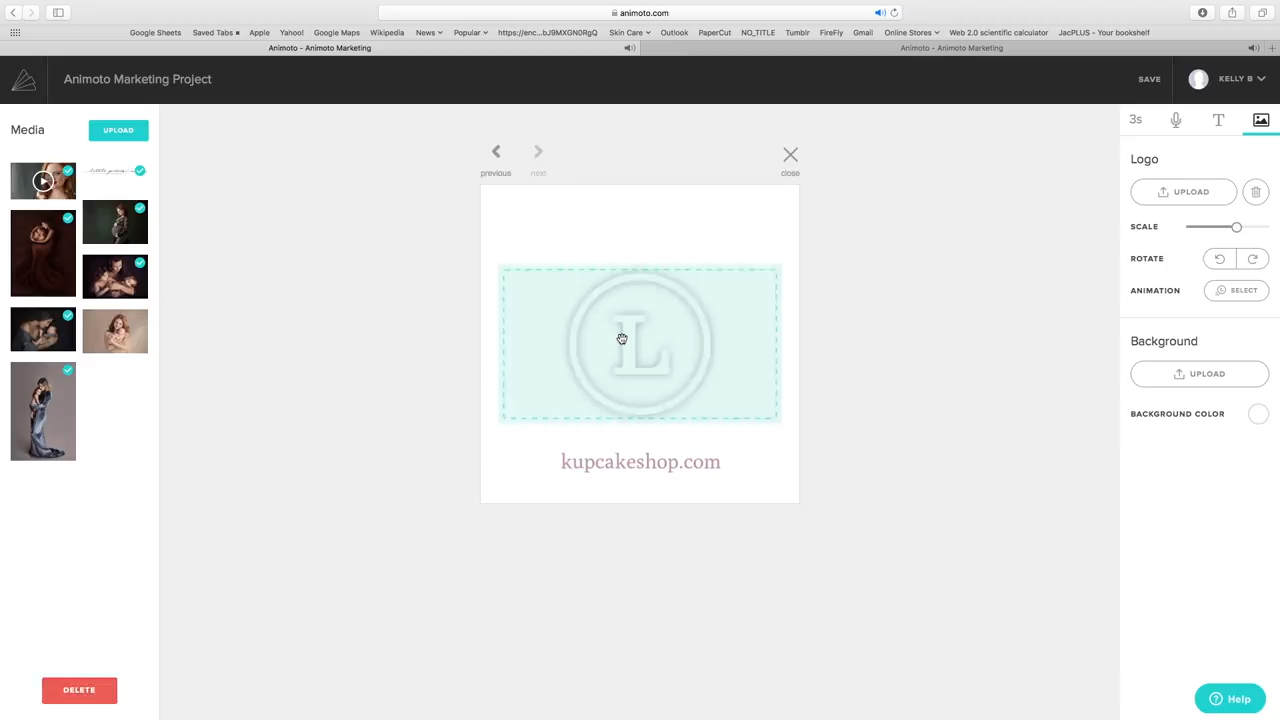 animoto.com
Google Sheets Saved Tabs Apple Yahoo! Google Maps Wikipedia News Popular https://enc...bJ9MXGN0RgQ Skin Care Outlook PaperCut NO_TITLE Tumblr FireFly Gmail Online Stores Web 2.0 scientific calculator JacPLUS - Your bookshelf
Animoto - Animoto Marketing Animoto - Animoto Marketing
Animoto Marketing Project SAVE KELLY B
Media UPLOAD
3s T
previous next close
Logo
UPLOAD
SCALE
ROTATE
ANIMATION SELECT
L
Background
UPLOAD
BACKGROUND COLOR
kupcakeshop.com
DELETE
Help